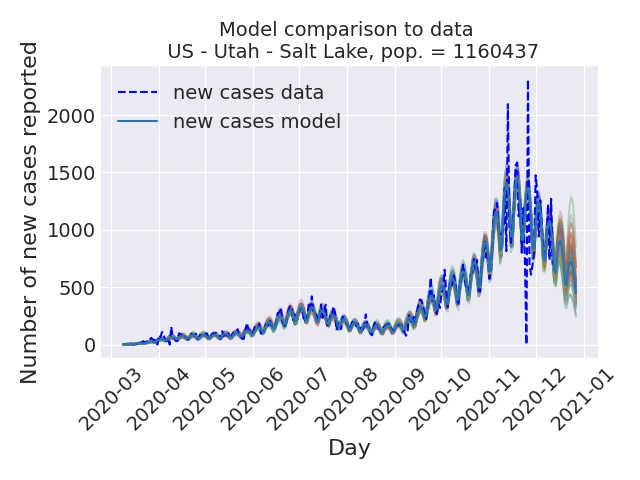 Model comparison to data
US - Utah - Salt Lake, pop. = 1160437
Number of new cases reported
new cases data
new cases model
2000
1500
1000
500
0
2020-03
2020-04
2020-05
2020-06
2020-07
2020-08
2020-09
2020-10
2020-11
2020-12
2021-01
Day